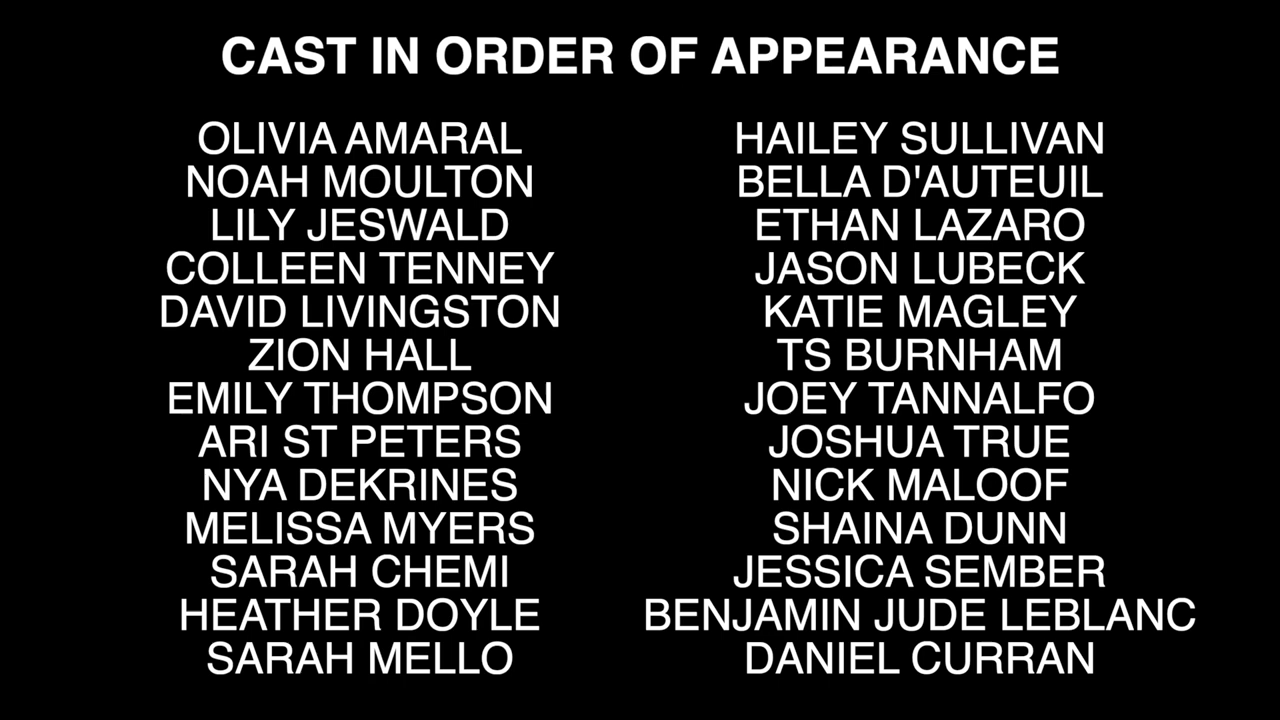 CAST IN ORDER OF APPEARANCE
OLIVIA AMARAL
NOAH MOULTON
LILY JESWALD
COLLEEN TENNEY
DAVID LIVINGSTON
ZION HALL
EMILY THOMPSON
ARI ST PETERS
NYA DEKRINES
MELISSA MYERS
SARAH CHEMI
HEATHER DOYLE
SARAH MELLO
HAILEY SULLIVAN
BELLA D'AUTEUIL
ETHAN LAZARO
JASON LUBECK
KATIE MAGLEY
TS BURNHAM
JOEY TANNALFO
JOSHUA TRUE
NICK MALOOF
SHAINA DUNN
JESSICA SEMBER
BENJAMIN JUDE LEBLANC
DANIEL CURRAN